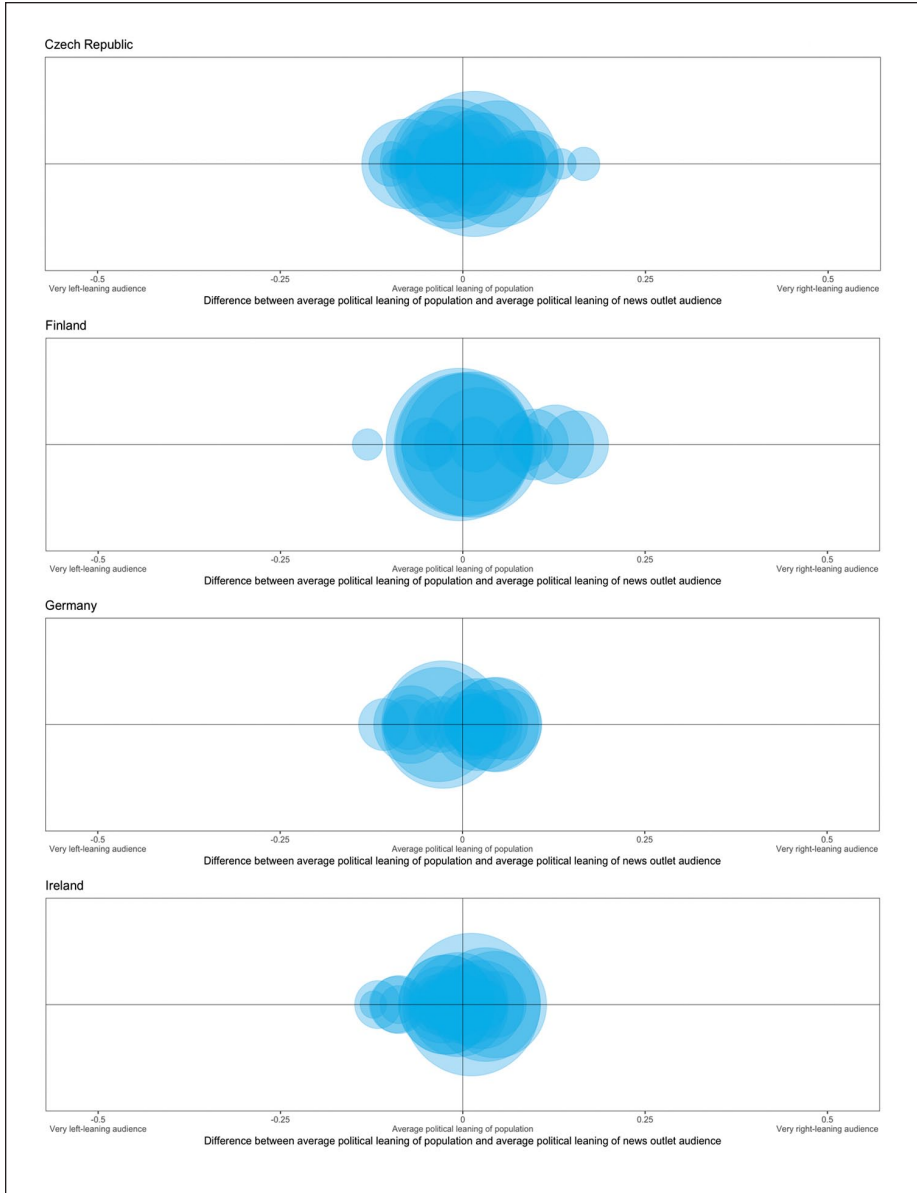 Czech Republic
-0.5 -0.25 0 0.25 0.5
Very left-leaning audience Average political leaning of population Very right-leaning audience
Difference between average political leaning of population and average political leaning of news outlet audience
Finland
-0.5 -0.25 0 0.25 0.5
Very left-leaning audience Average political leaning of population Very right-leaning audience
Difference between average political leaning of population and average political leaning of news outlet audience
Germany
-0.5 -0.25 0 0.25 0.5
Very left-leaning audience Average political leaning of population Very right-leaning audience
Difference between average political leaning of population and average political leaning of news outlet audience
Ireland
-0.5 -0.25 0 0.25 0.5
Very left-leaning audience Average political leaning of population Very right-leaning audience
Difference between average political leaning of population and average political leaning of news outlet audience